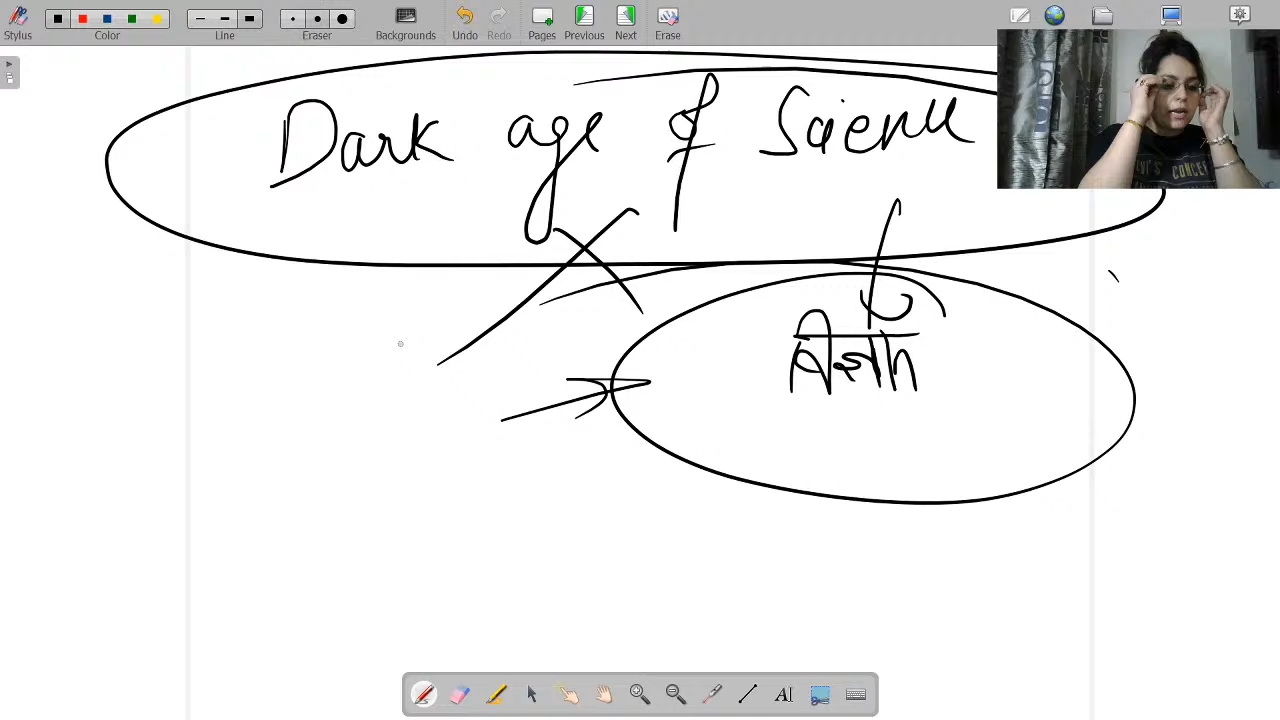 Stylus
Color
Line
Eraser
Backgrounds
Undo
Redo
Pages
Previous
Next
Erase
Dark age of Science
विज्ञान